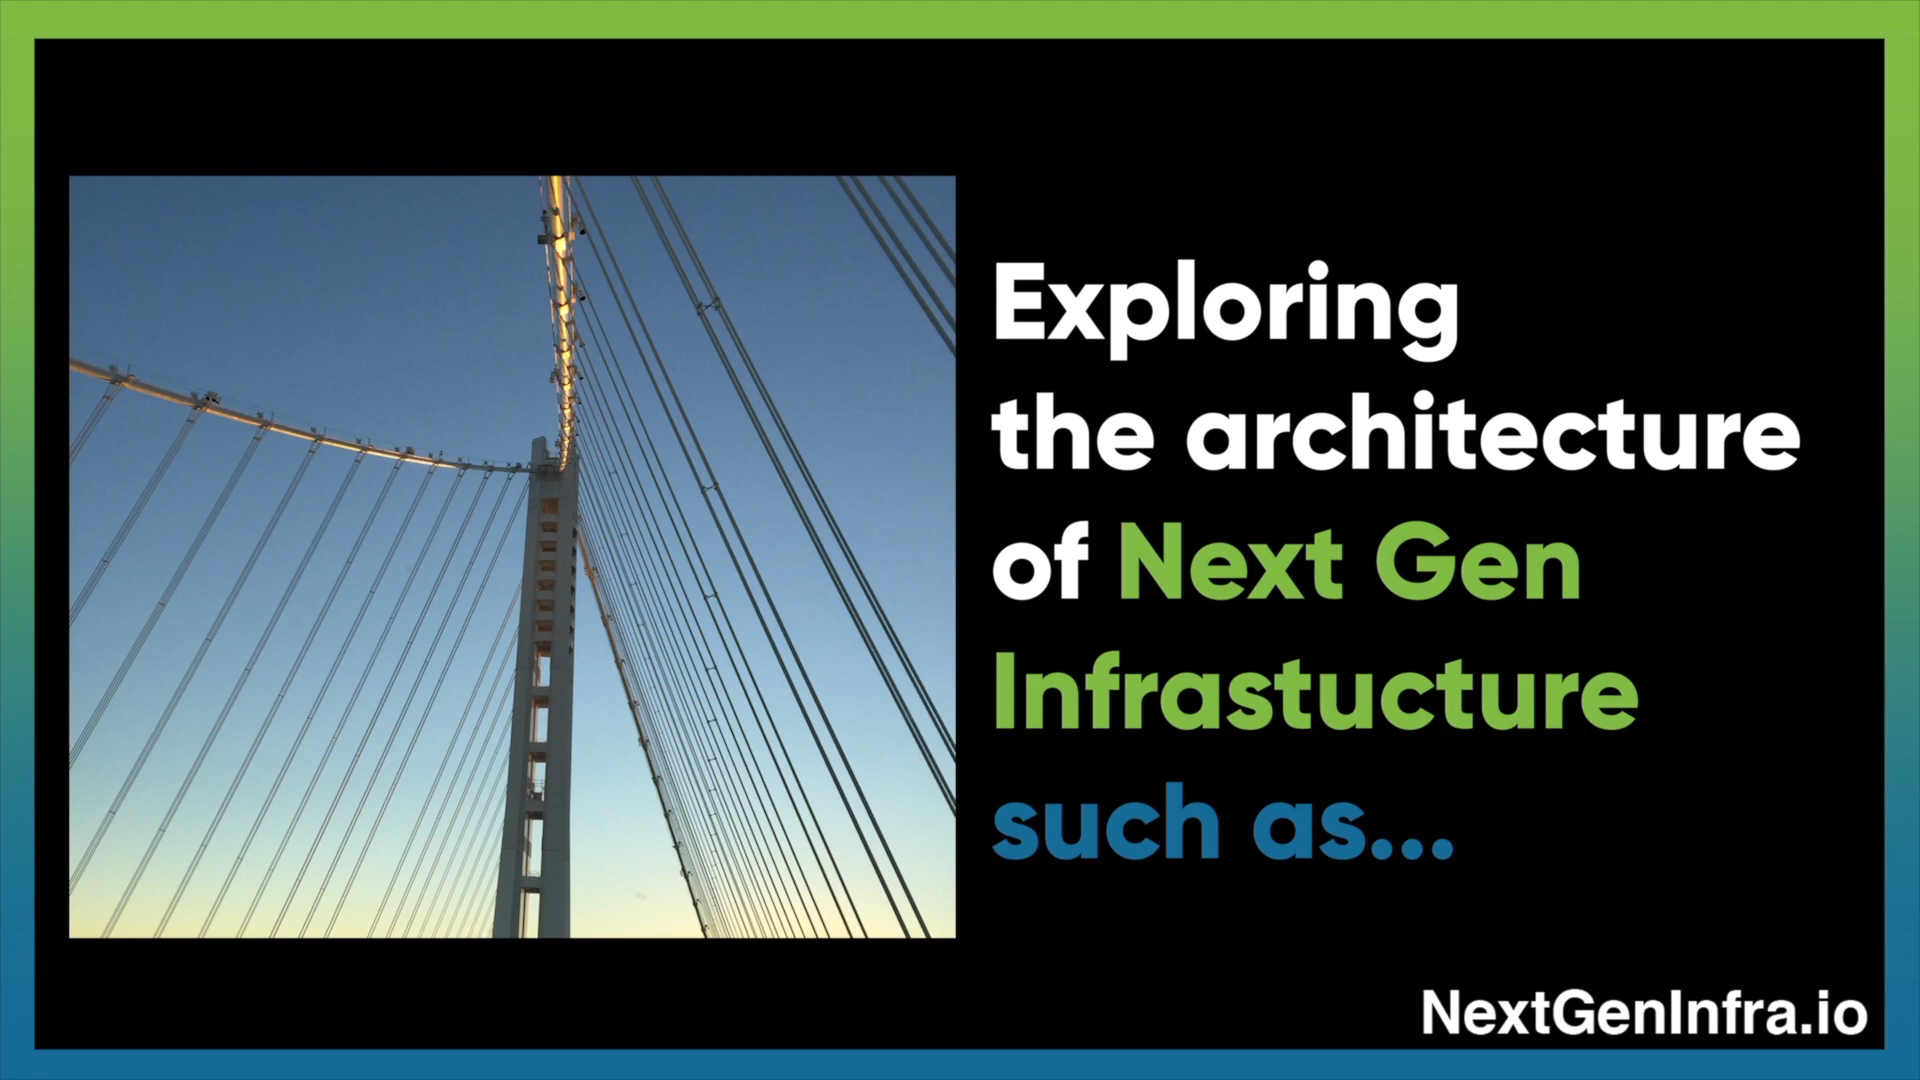 Exploring
the architecture
of Next Gen
Infrastucture
such as...
NextGenInfra.io